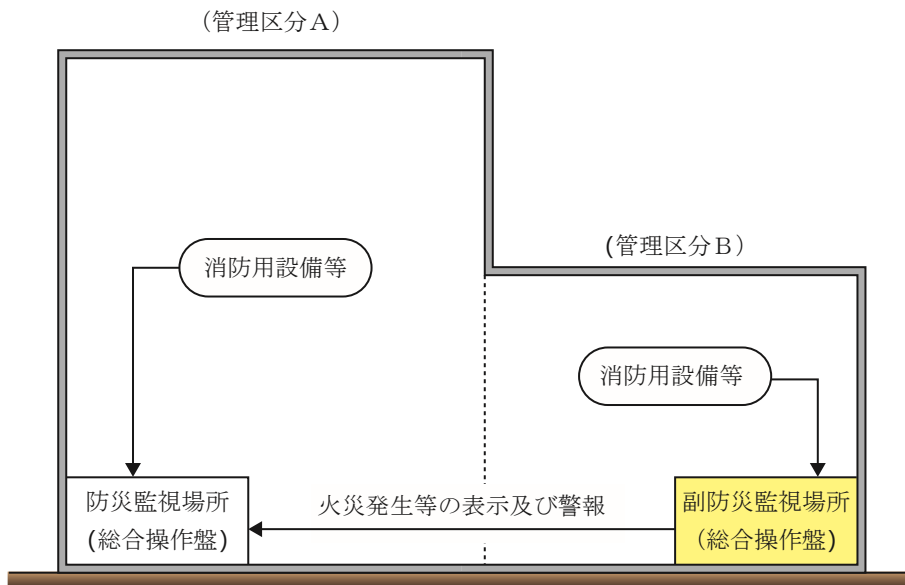 （管理区分Ａ）
(管理区分Ｂ）
消防用設備等
消防用設備等
防災監視場所
(総合操作盤)
火災発生等の表示及び警報
副防災監視場所
（総合操作盤)